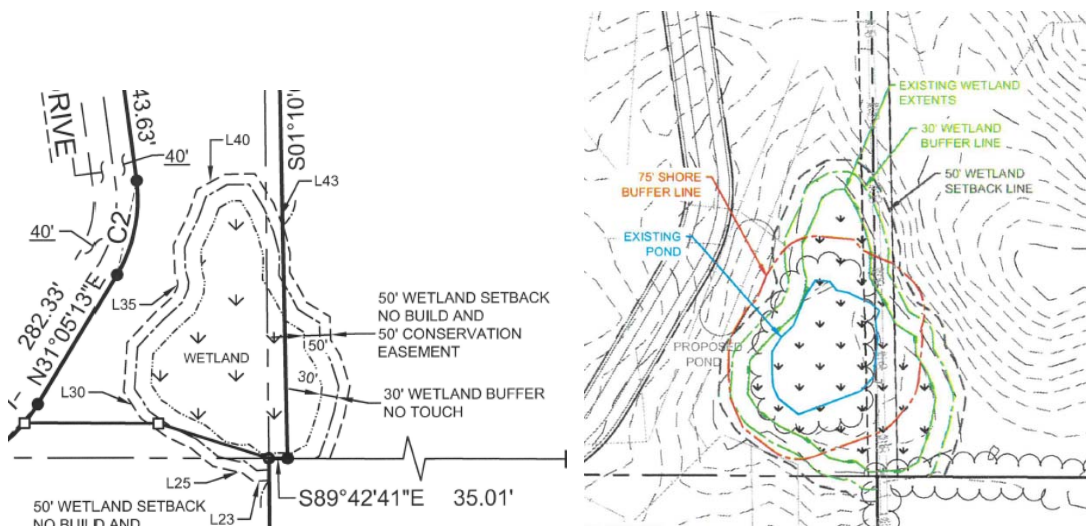 RIVE
43.63'
40'
40'
C2
282.33'
N31°05'13"E
L40
S01°10'
L43
L35
WETLAND
50' WETLAND SETBACK
NO BUILD AND
50' CONSERVATION
EASEMENT
50'
30'
30' WETLAND BUFFER
NO TOUCH
L30
L25
L23
S89°42'41"E 35.01'
50' WETLAND SETBACK
NO BUILD AND
EXISTING WETLAND
EXTENTS
30' WETLAND
BUFFER LINE
50' WETLAND
SETBACK LINE
75' SHORE
BUFFER LINE
EXISTING
POND
PROPOSED
POND